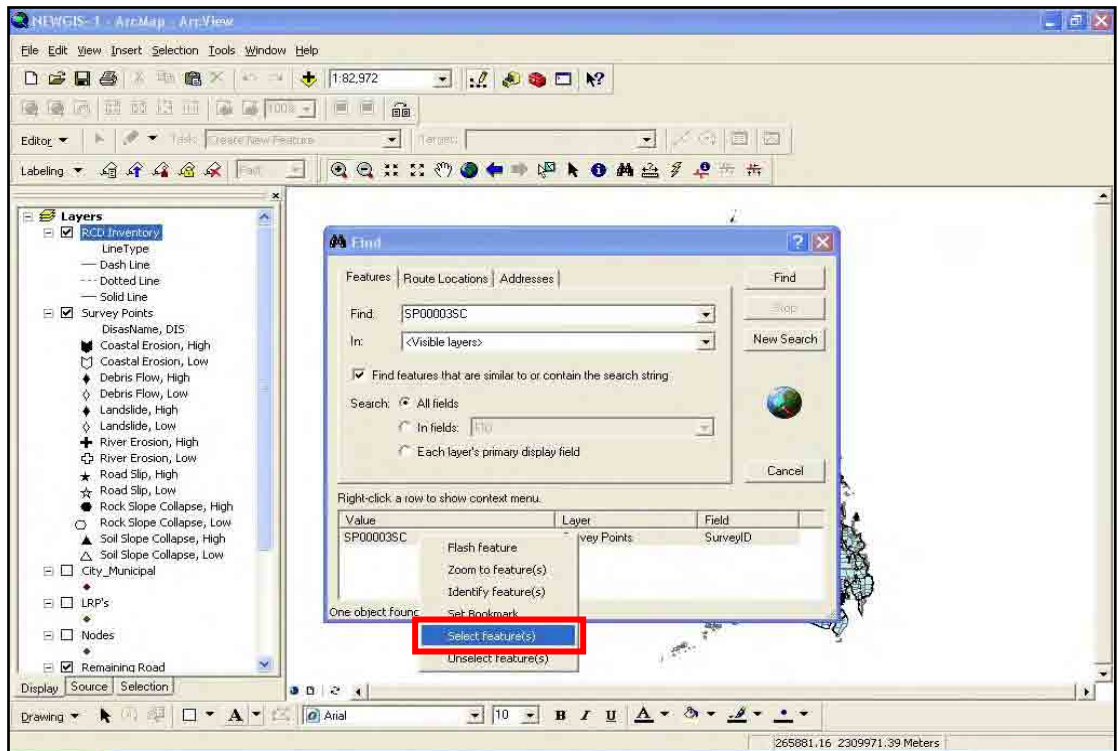 NEWGIS-1 - ArcMap - ArcView
File Edit View Insert Selection Tools Window Help
1:82,972
100%
Editor Task: Create New Feature Target:
Labeling Fast
Layers
RCD Inventory
LineType
Dash Line
Dotted Line
Solid Line
Survey Points
DisasName, DIS
Coastal Erosion, High
Coastal Erosion, Low
Debris Flow, High
Debris Flow, Low
Landslide, High
Landslide, Low
River Erosion, High
River Erosion, Low
Road Slip, High
Road Slip, Low
Rock Slope Collapse, High
Rock Slope Collapse, Low
Soil Slope Collapse, High
Soil Slope Collapse, Low
City_Municipal
LRP's
Nodes
Remaining Road
Display Source Selection
Find
Features Route Locations Addresses
Find: SP00003SC
In: <Visible layers>
Find features that are similar to or contain the search string
Search: All fields
In fields:
Each layer's primary display field
Find
Stop
New Search
Cancel
Right-click a row to show context menu.
Value Layer Field
SP00003SC vey Points SurveyID
One object found
Flash feature
Zoom to feature(s)
Identify feature(s)
Set Bookmark
Select feature(s)
Unselect feature(s)
Drawing A Arial 10 B I U A
265881.16 2309971.39 Meters